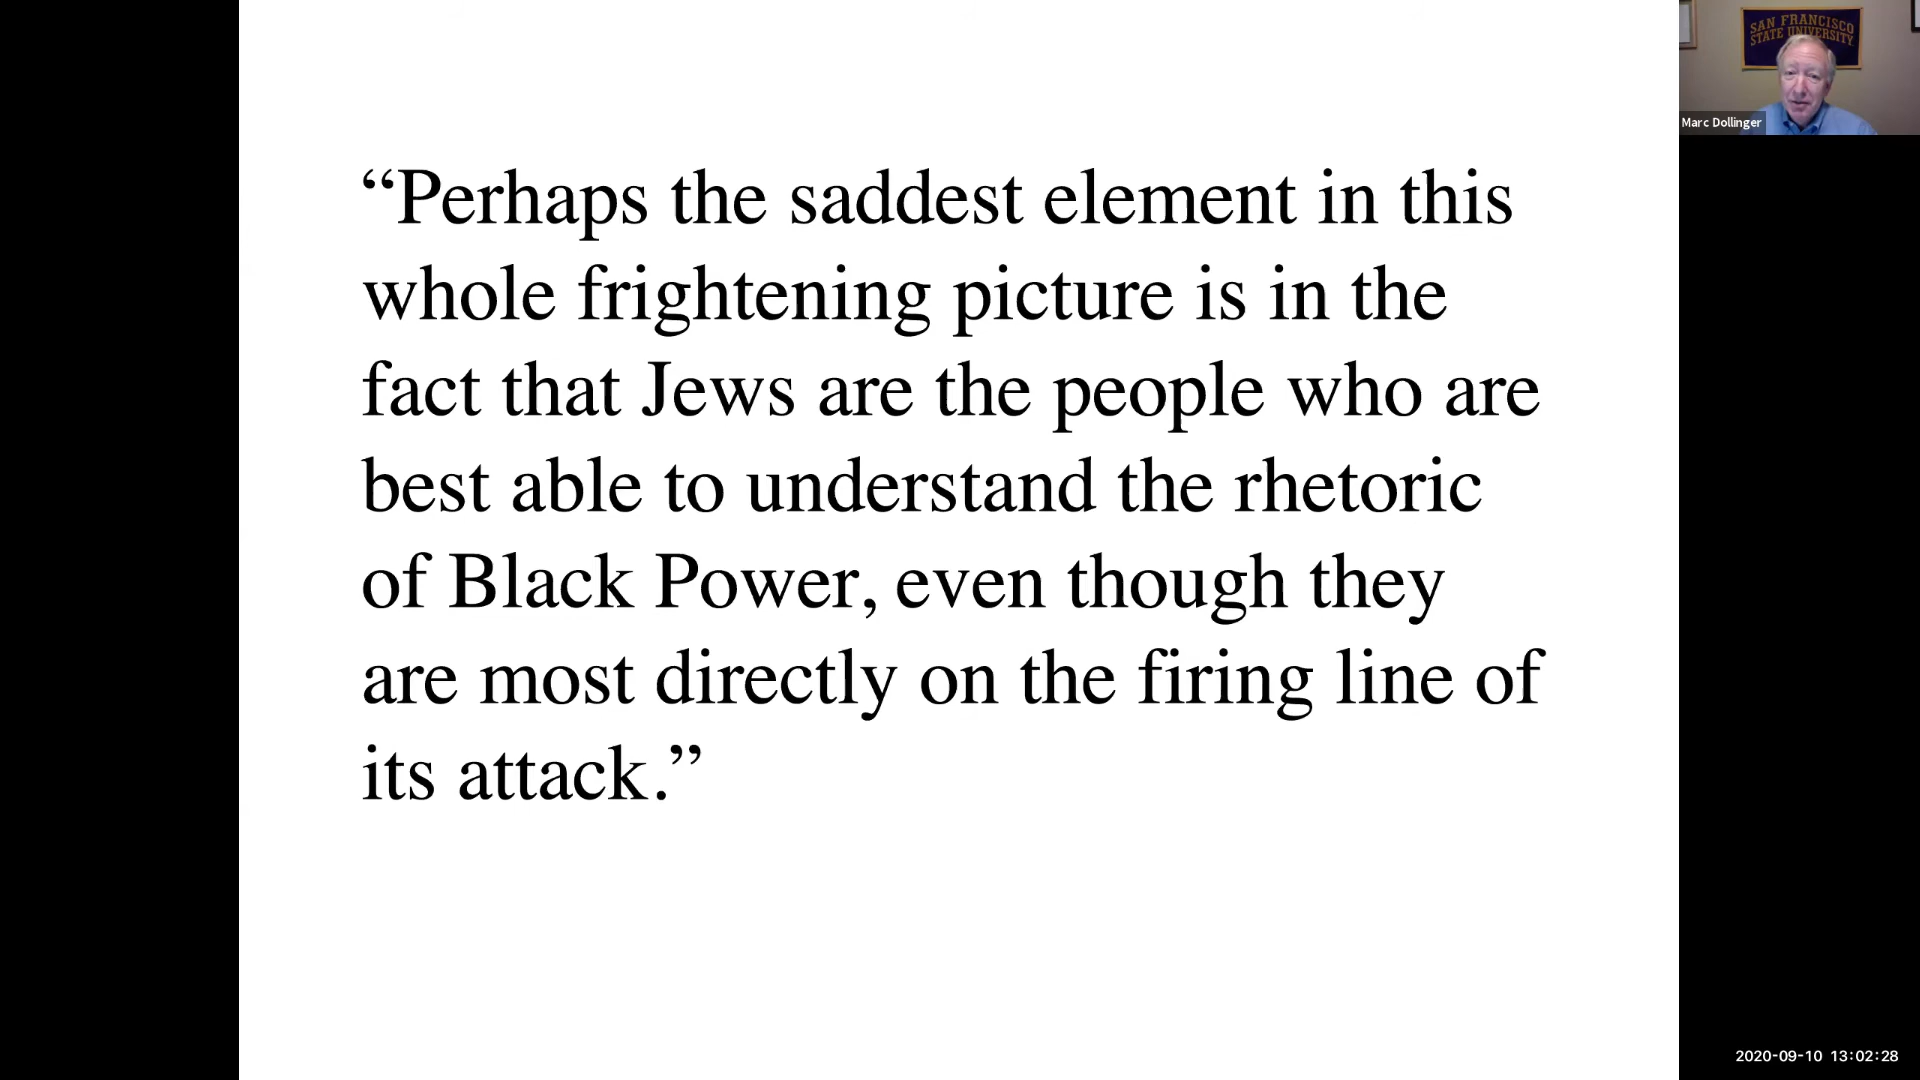 SAN FRANCISCO
STATE UNIVERSITY
Marc Dollinger
“Perhaps the saddest element in this
whole frightening picture is in the
fact that Jews are the people who are
best able to understand the rhetoric
of Black Power, even though they
are most directly on the firing line of
its attack.”
2020-09-10 13:02:28